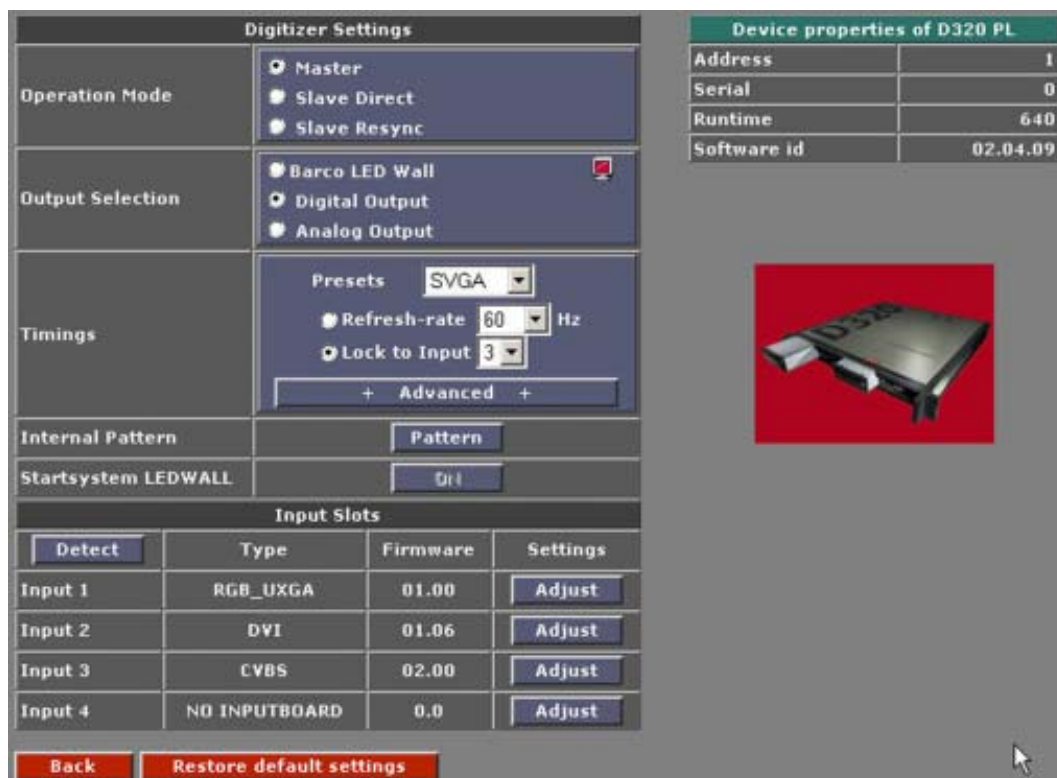 Digitizer Settings
Operation Mode
Master
Slave Direct
Slave Resync
Output Selection
Barco LED Wall
Digital Output
Analog Output
Timings
Presets SVGA
Refresh-rate 60 Hz
Lock to Input 3
+ Advanced +
Internal Pattern Pattern
Startsystem LEDWALL ON
Input Slots
Detect Type Firmware Settings
Input 1 RGB_UXGA 01.00 Adjust
Input 2 DVI 01.06 Adjust
Input 3 CVBS 02.00 Adjust
Input 4 NO INPUTBOARD 0.0 Adjust
Back Restore default settings
Device properties of D320 PL
Address 1
Serial 0
Runtime 640
Software id 02.04.09
D320